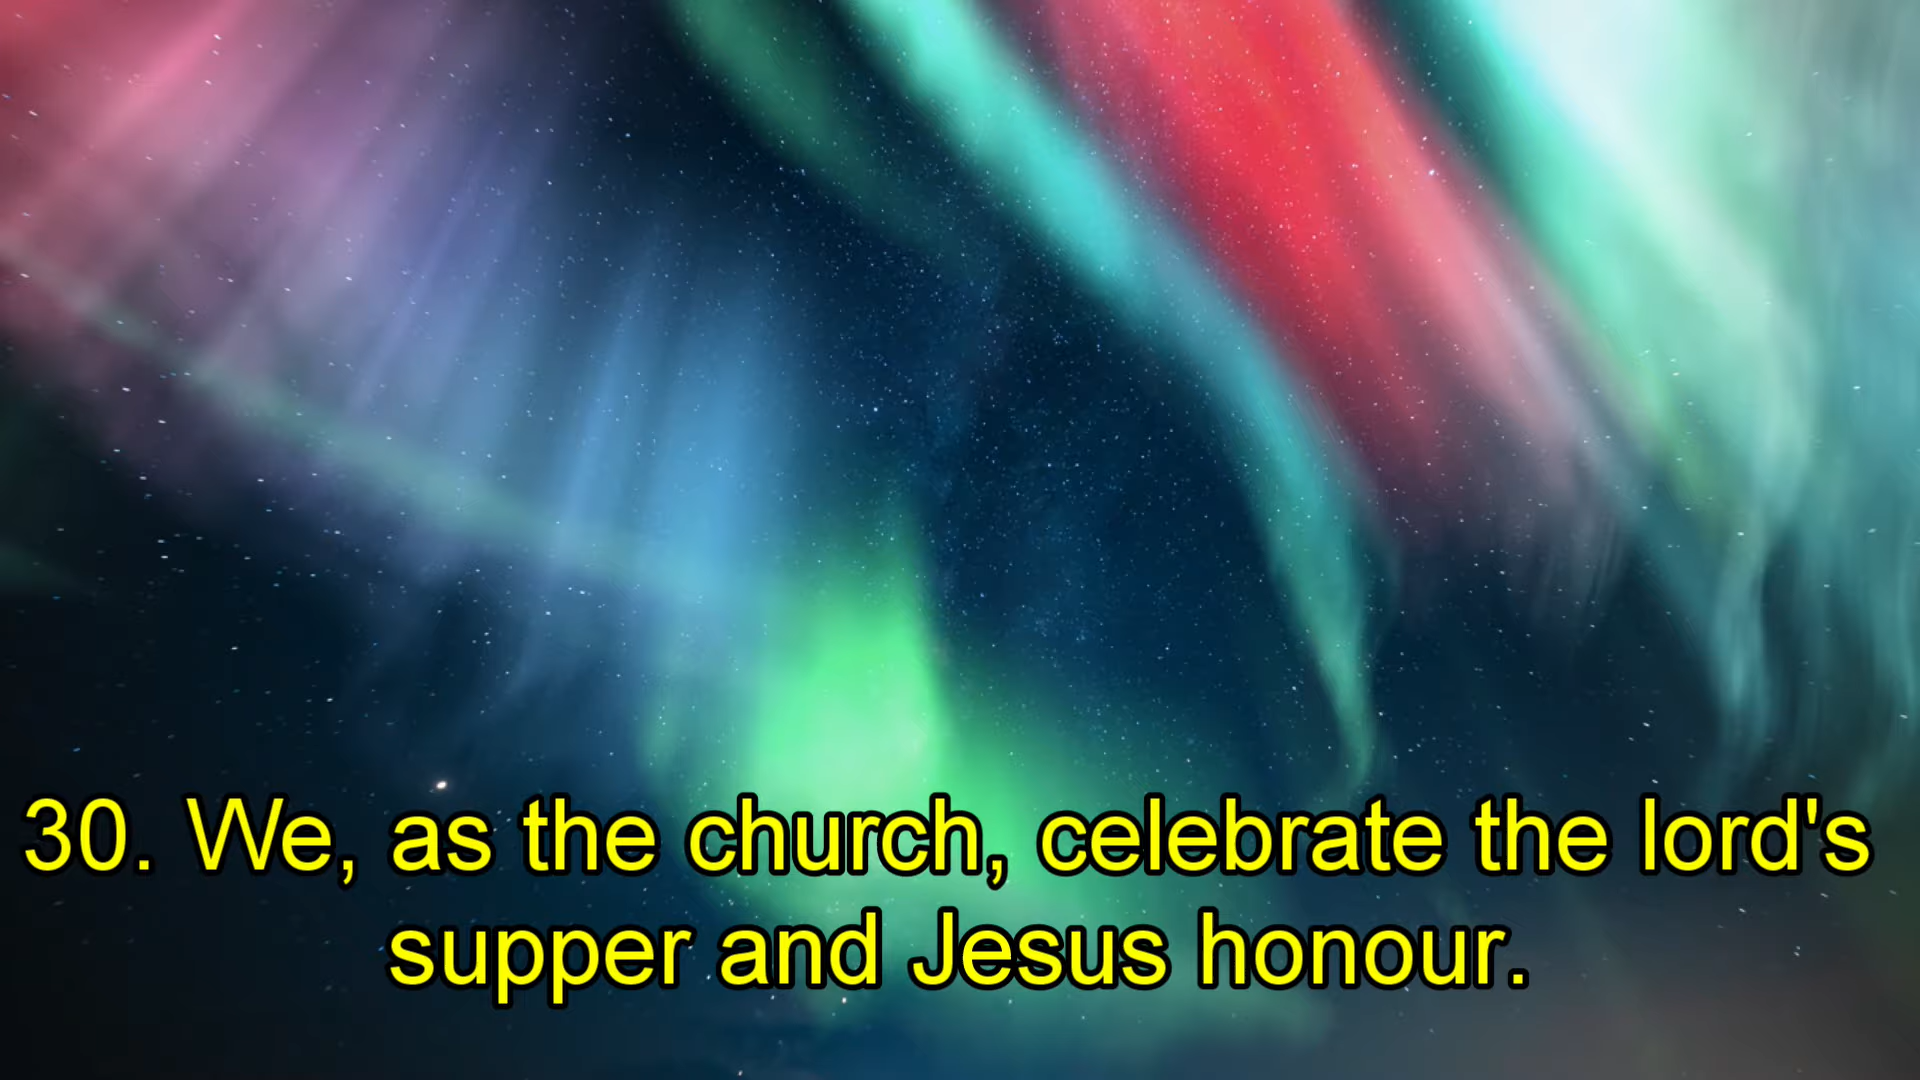 30. We, as the church, celebrate the lord's
supper and Jesus honour.